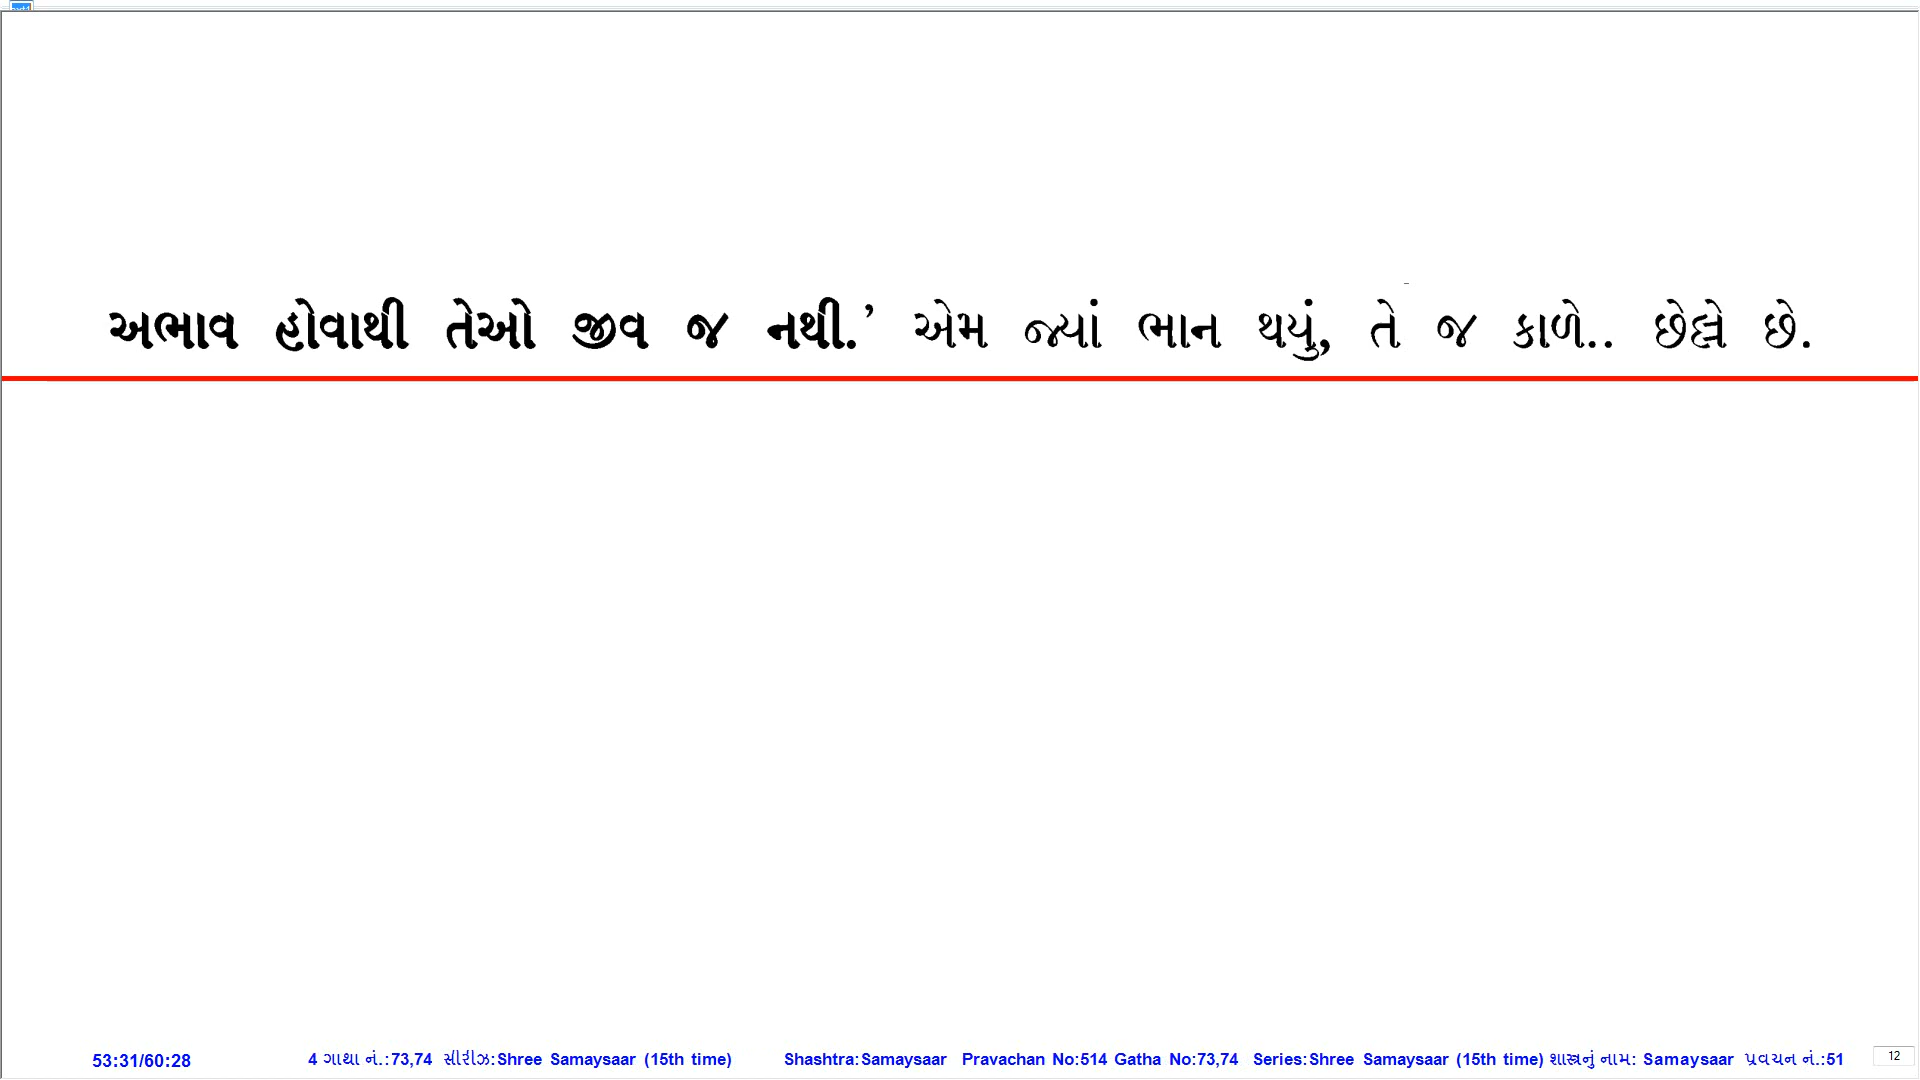 અભાવ હોવાથી તેઓ જીવ જ નથી.’ એમ જ્યાં ભાન થયું, તે જ કાળે.. છેલ્લે છે.
53:31/60:28 4 ગાથા નં.:73,74 સીરીઝ:Shree Samaysaar (15th time) Shashtra:Samaysaar Pravachan No:514 Gatha No:73,74 Series:Shree Samaysaar (15th time) શાસ્ત્રનું નામ: Samaysaar પ્રવચન નં.:51 12